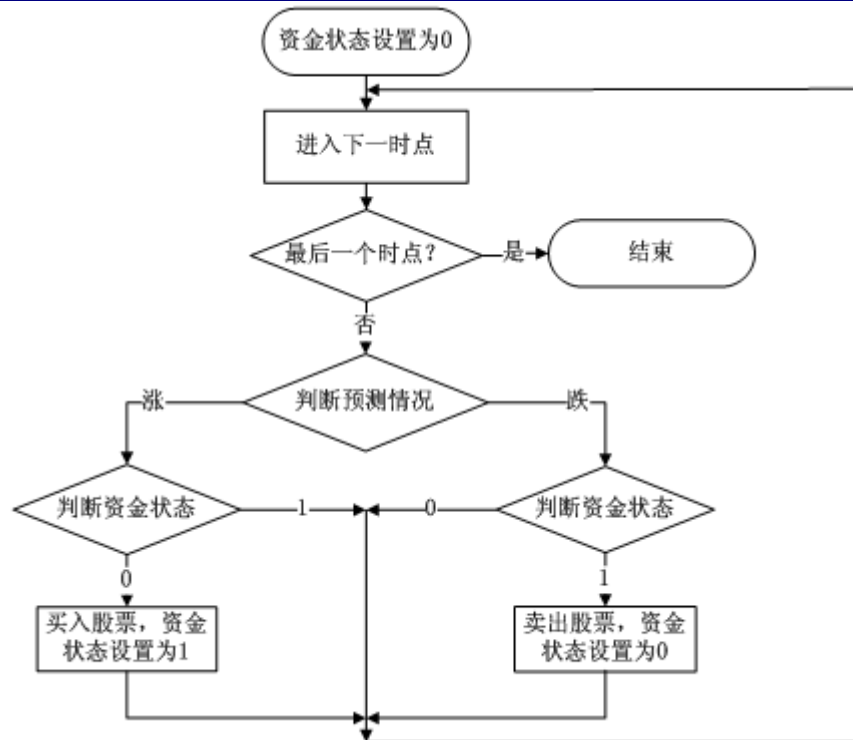 资金状态设置为0
进入下一时点
最后一个时点？
是
结束
否
判断预测情况
涨
跌
判断资金状态
1
0
判断资金状态
0
1
买入股票，资金
状态设置为1
卖出股票，资金
状态设置为0